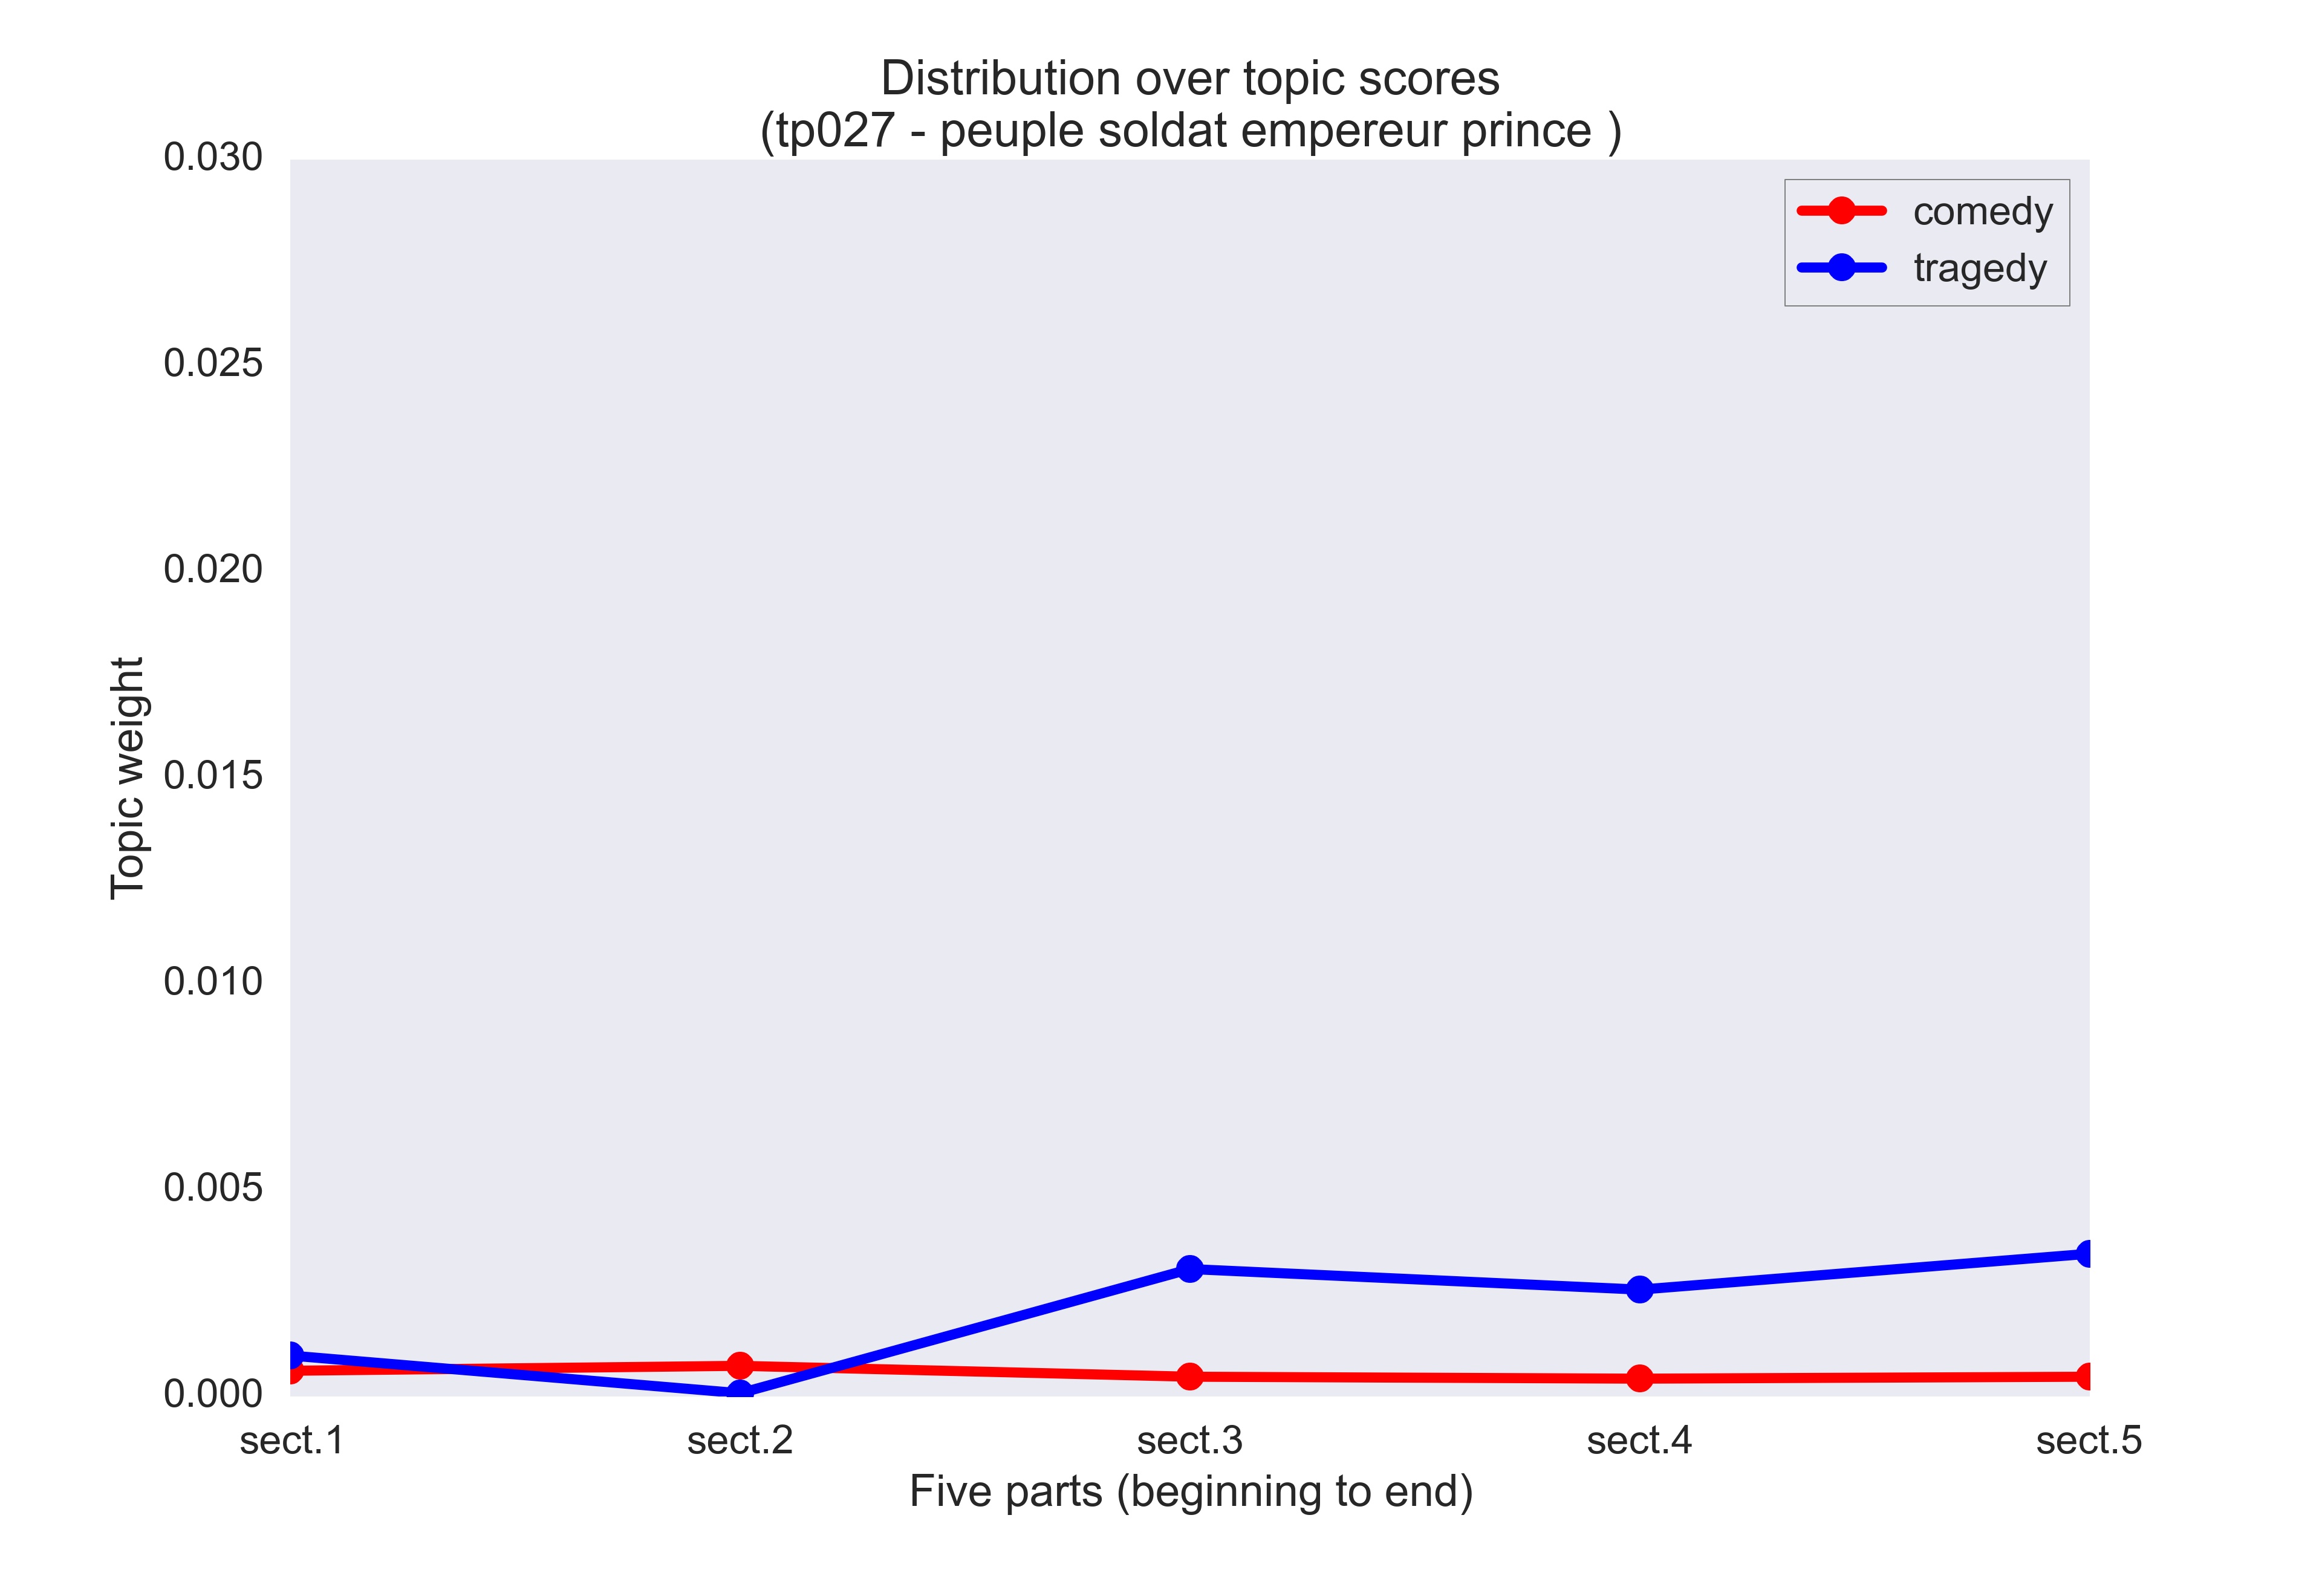 Distribution over topic scores
(tp027 - peuple soldat empereur prince )
comedy
tragedy
Topic weight
0.030
0.025
0.020
0.015
0.010
0.005
0.000
sect.1
sect.2
sect.3
sect.4
sect.5
Five parts (beginning to end)